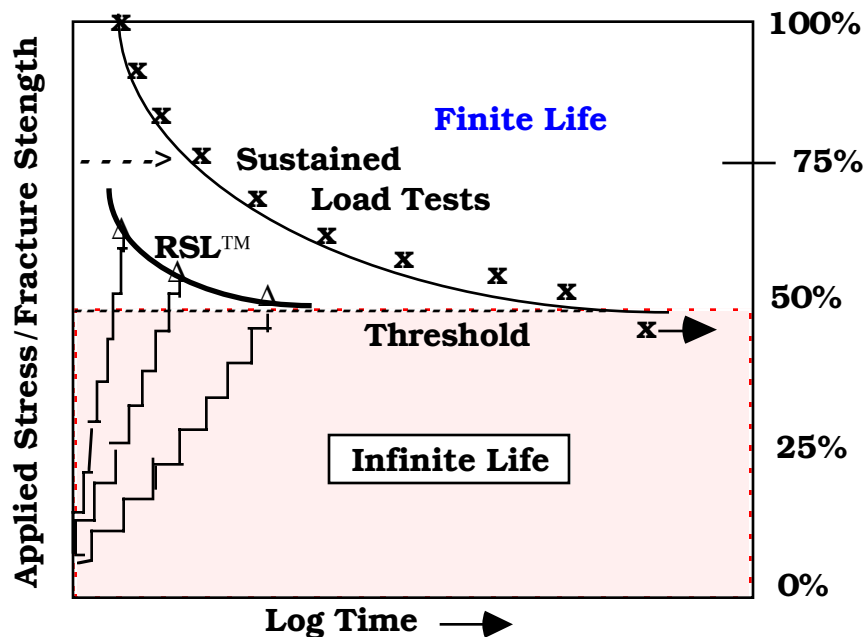 Applied Stress/Fracture Stength
100%
Finite Life
Sustained
75%
Load Tests
RSL™
50%
Threshold
25%
Infinite Life
0%
Log Time